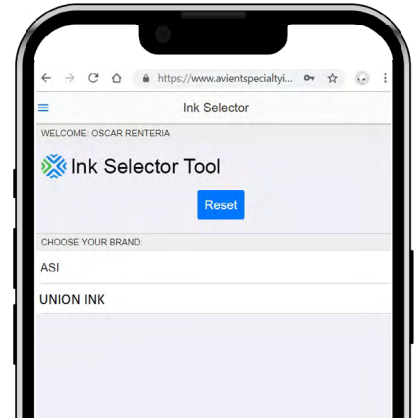 https://www.avientspecialtyi...
Ink Selector
WELCOME: OSCAR RENTERIA
Ink Selector Tool
Reset
CHOOSE YOUR BRAND:
ASI
UNION INK